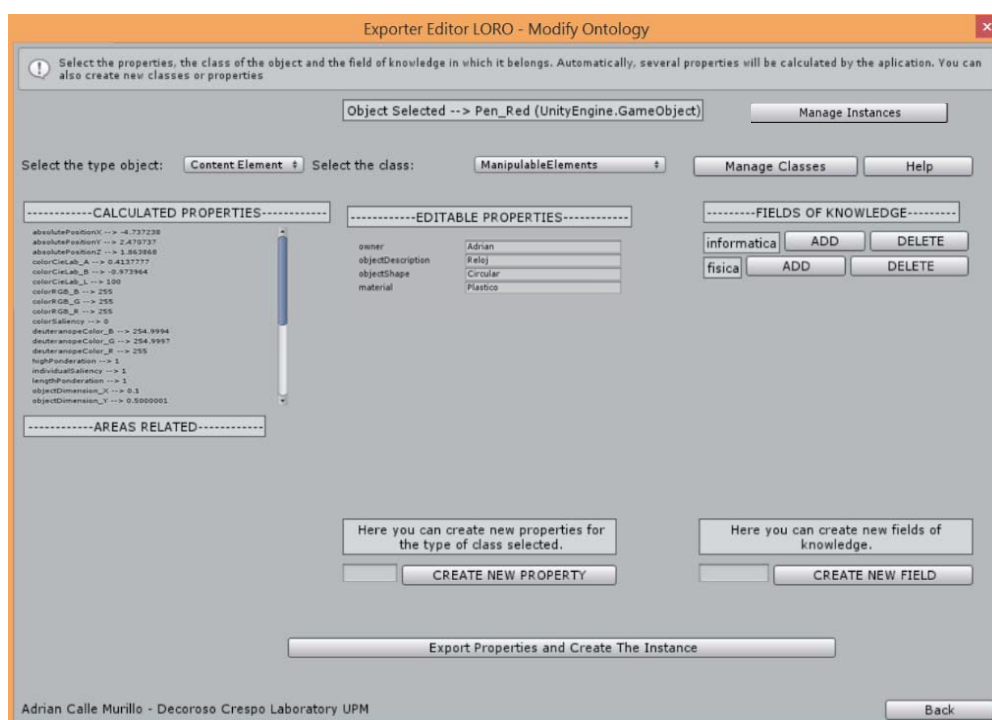 Exporter Editor LORO - Modify Ontology
x
Select the properties, the class of the object and the field of knowledge in which it belongs. Automatically, several properties will be calculated by the aplication. You can
also create new classes or properties
Object Selected --> Pen_Red (UnityEngine.GameObject)
Manage Instances
Select the type object:
Content Element
Select the class:
ManipulableElements
Manage Classes
Help
------------CALCULATED PROPERTIES------------
absolutePositionX --> -4.737238
absolutePositionY --> 2.470737
absolutePositionZ --> 1.863868
colorCieLab_A --> 0.4137777
colorCieLab_B --> -0.973964
colorCieLab_L --> 100
colorRGB_B --> 255
colorRGB_G --> 255
colorRGB_R --> 255
colorSaliency --> 0
deuteranopeColor_B --> 254.9994
deuteranopeColor_G --> 254.9997
deuteranopeColor_R --> 255
highPonderation --> 1
individualSaliency --> 1
lengthPonderation --> 1
objectDimension_X --> 0.1
objectDimension_Y --> 0.5000001
------------AREAS RELATED------------
------------EDITABLE PROPERTIES------------
owner Adrian
objectDescription Reloj
objectShape Circular
material Plastico
---------FIELDS OF KNOWLEDGE---------
informatica ADD DELETE
fisica ADD DELETE
Here you can create new properties for
the type of class selected.
CREATE NEW PROPERTY
Here you can create new fields of
knowledge.
CREATE NEW FIELD
Export Properties and Create The Instance
Adrian Calle Murillo - Decoroso Crespo Laboratory UPM
Back